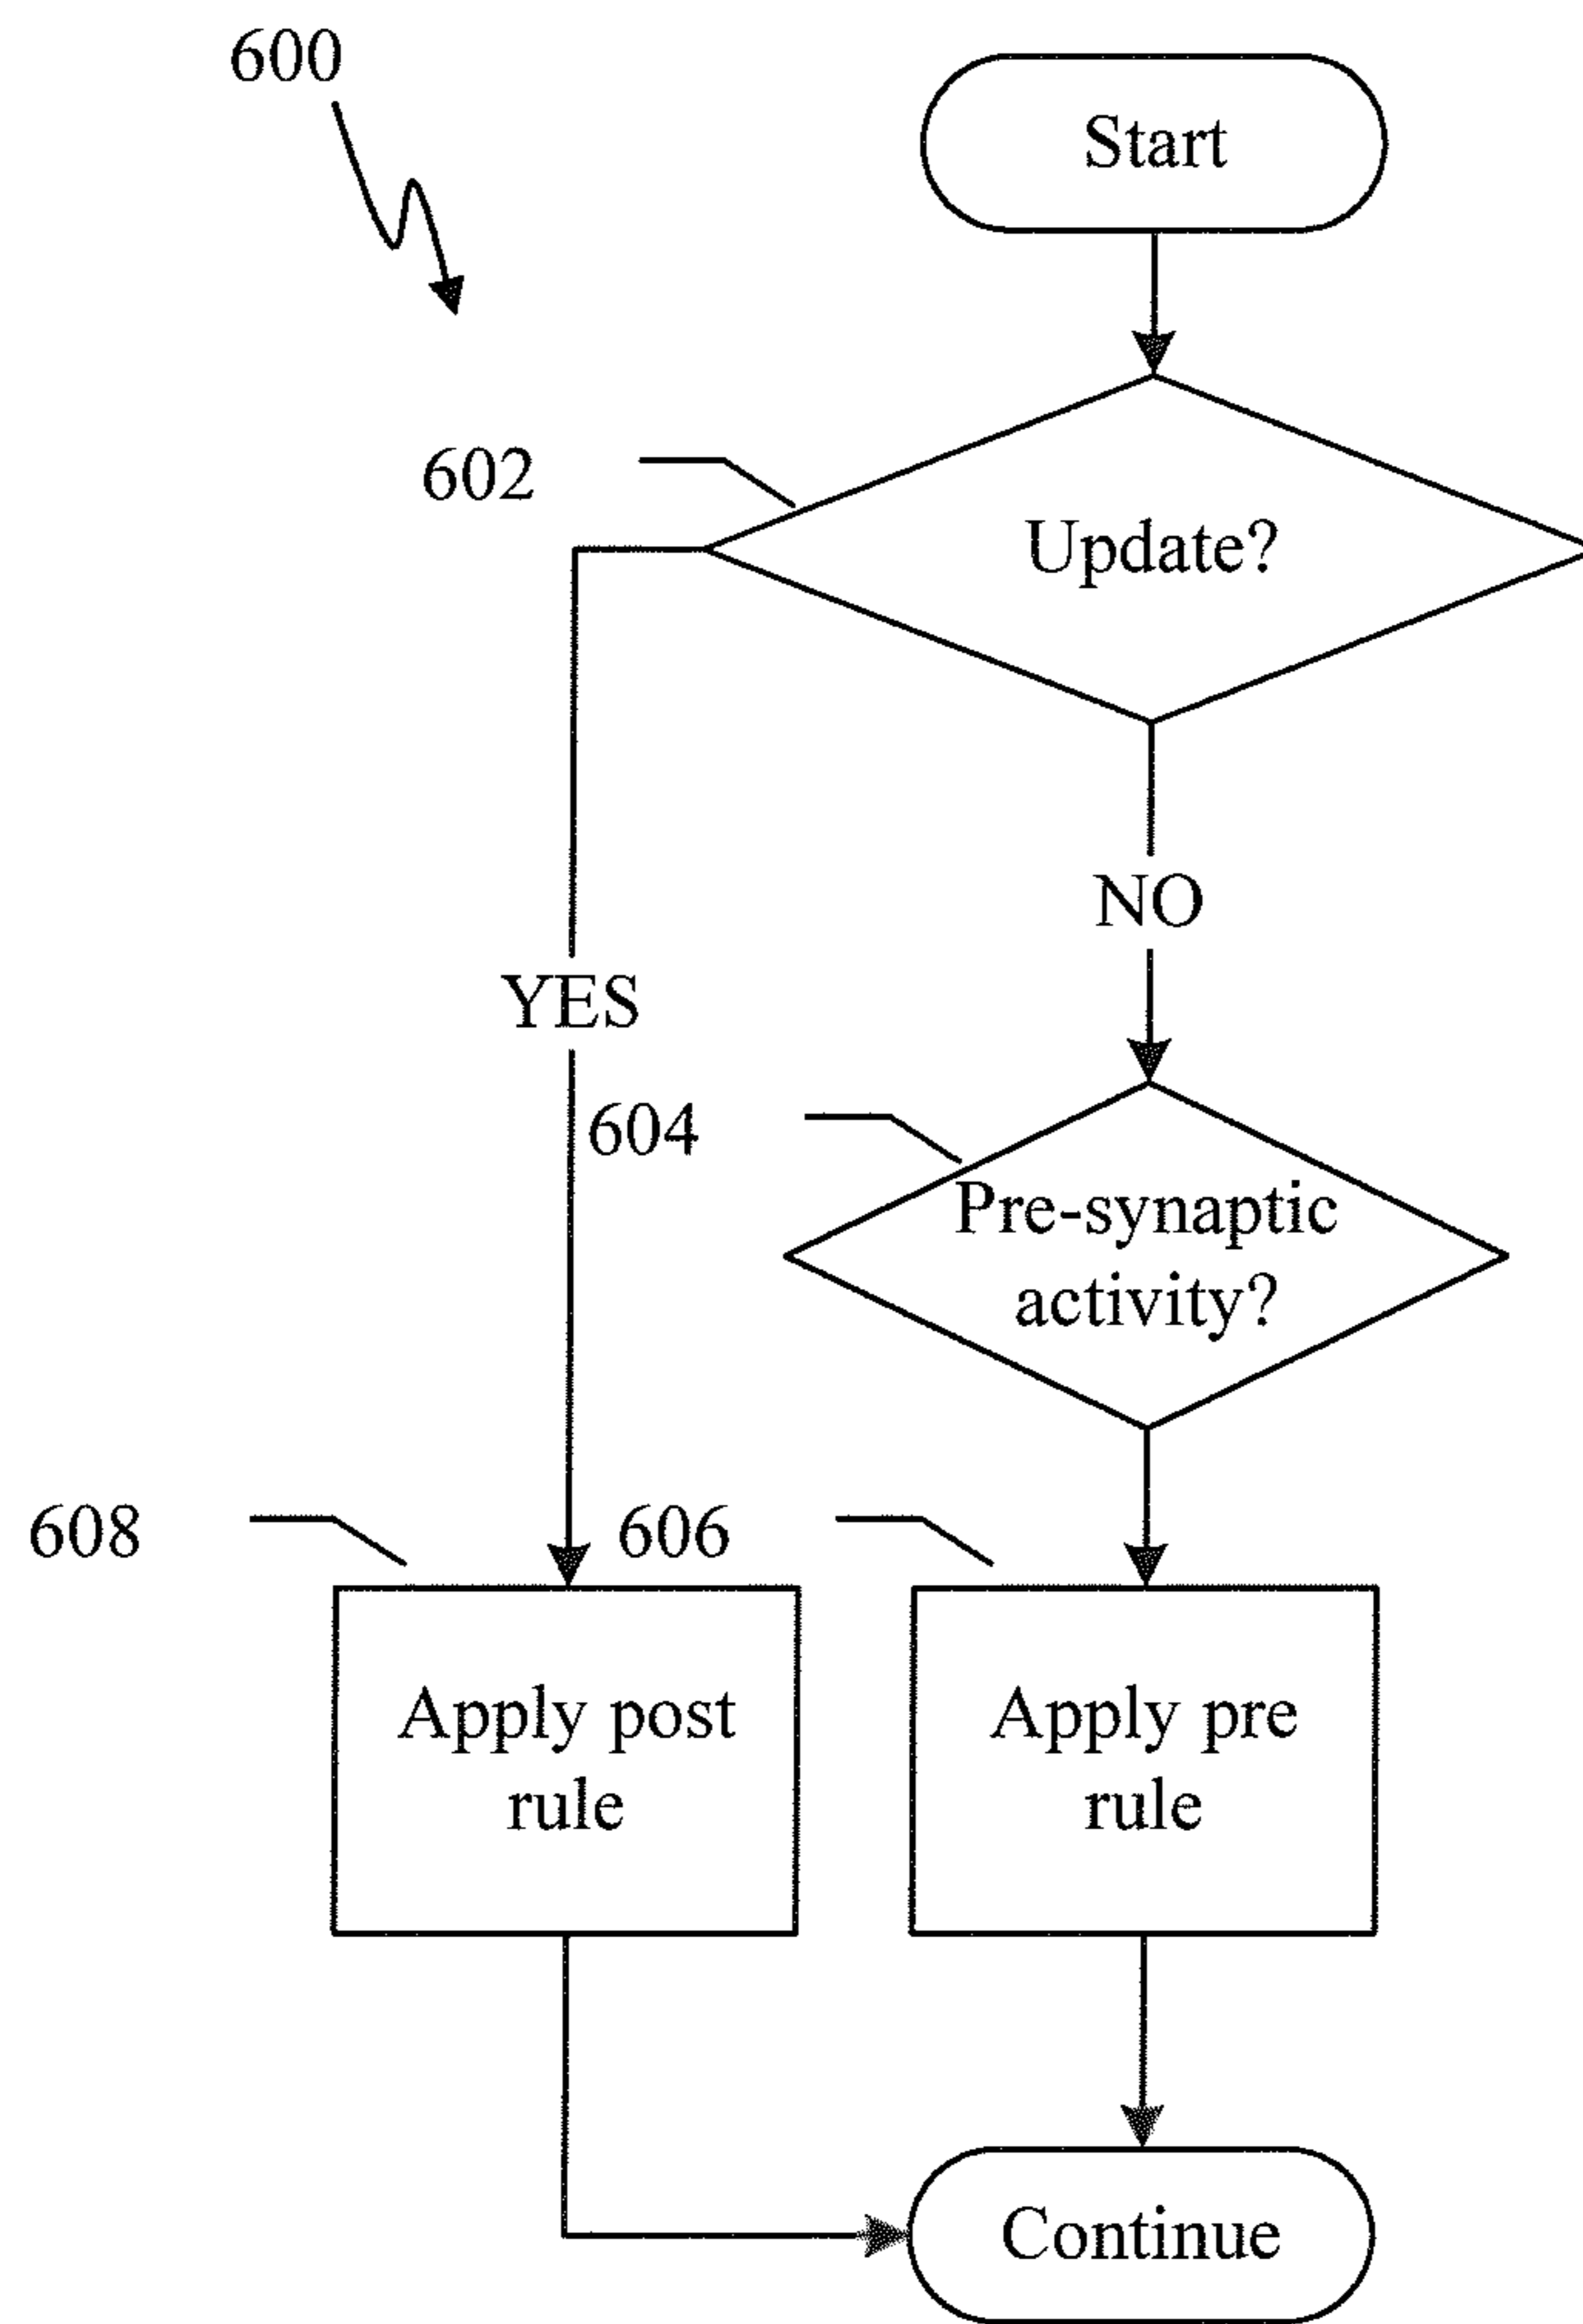 600
Start
602
Update?
NO
YES
604
Pre-synaptic
activity?
608
606
Apply post
rule
Apply pre
rule
Continue